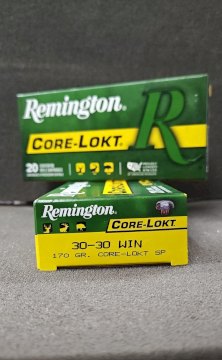 Remington
CORE-LOKT
R
20
Remington
CORE-LOKT
30-30 WIN
170 GR. CORE-LOKT SP